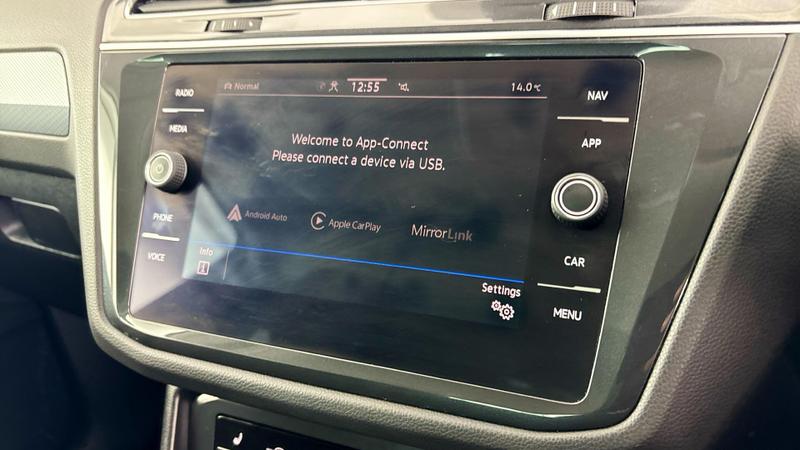 RADIO
MEDIA
PHONE
VOICE
Normal
12:55
14.0°C
Welcome to App-Connect
Please connect a device via USB.
Android Auto
Apple CarPlay
MirrorLink
Info
Settings
NAV
APP
CAR
MENU